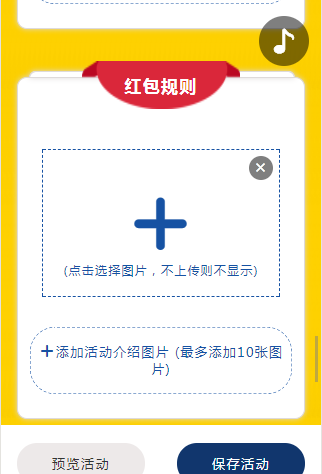 红包规则
(点击选择图片，不上传则不显示)
+添加活动介绍图片 (最多添加10张图
片)
预览活动 保存活动